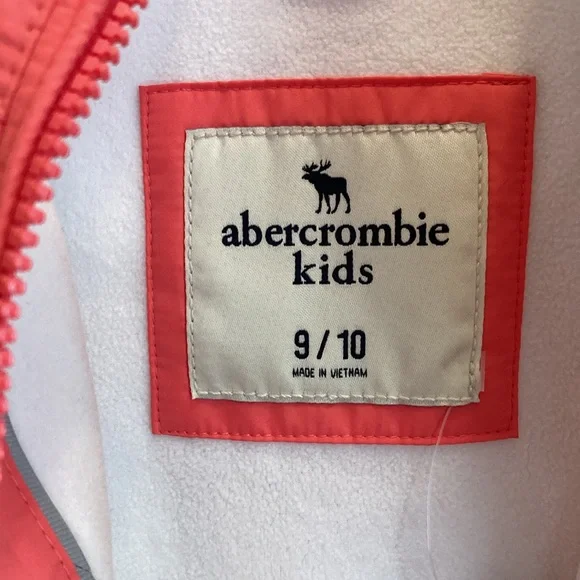 abercrombie
kids
9 / 10
MADE IN VIETNAM